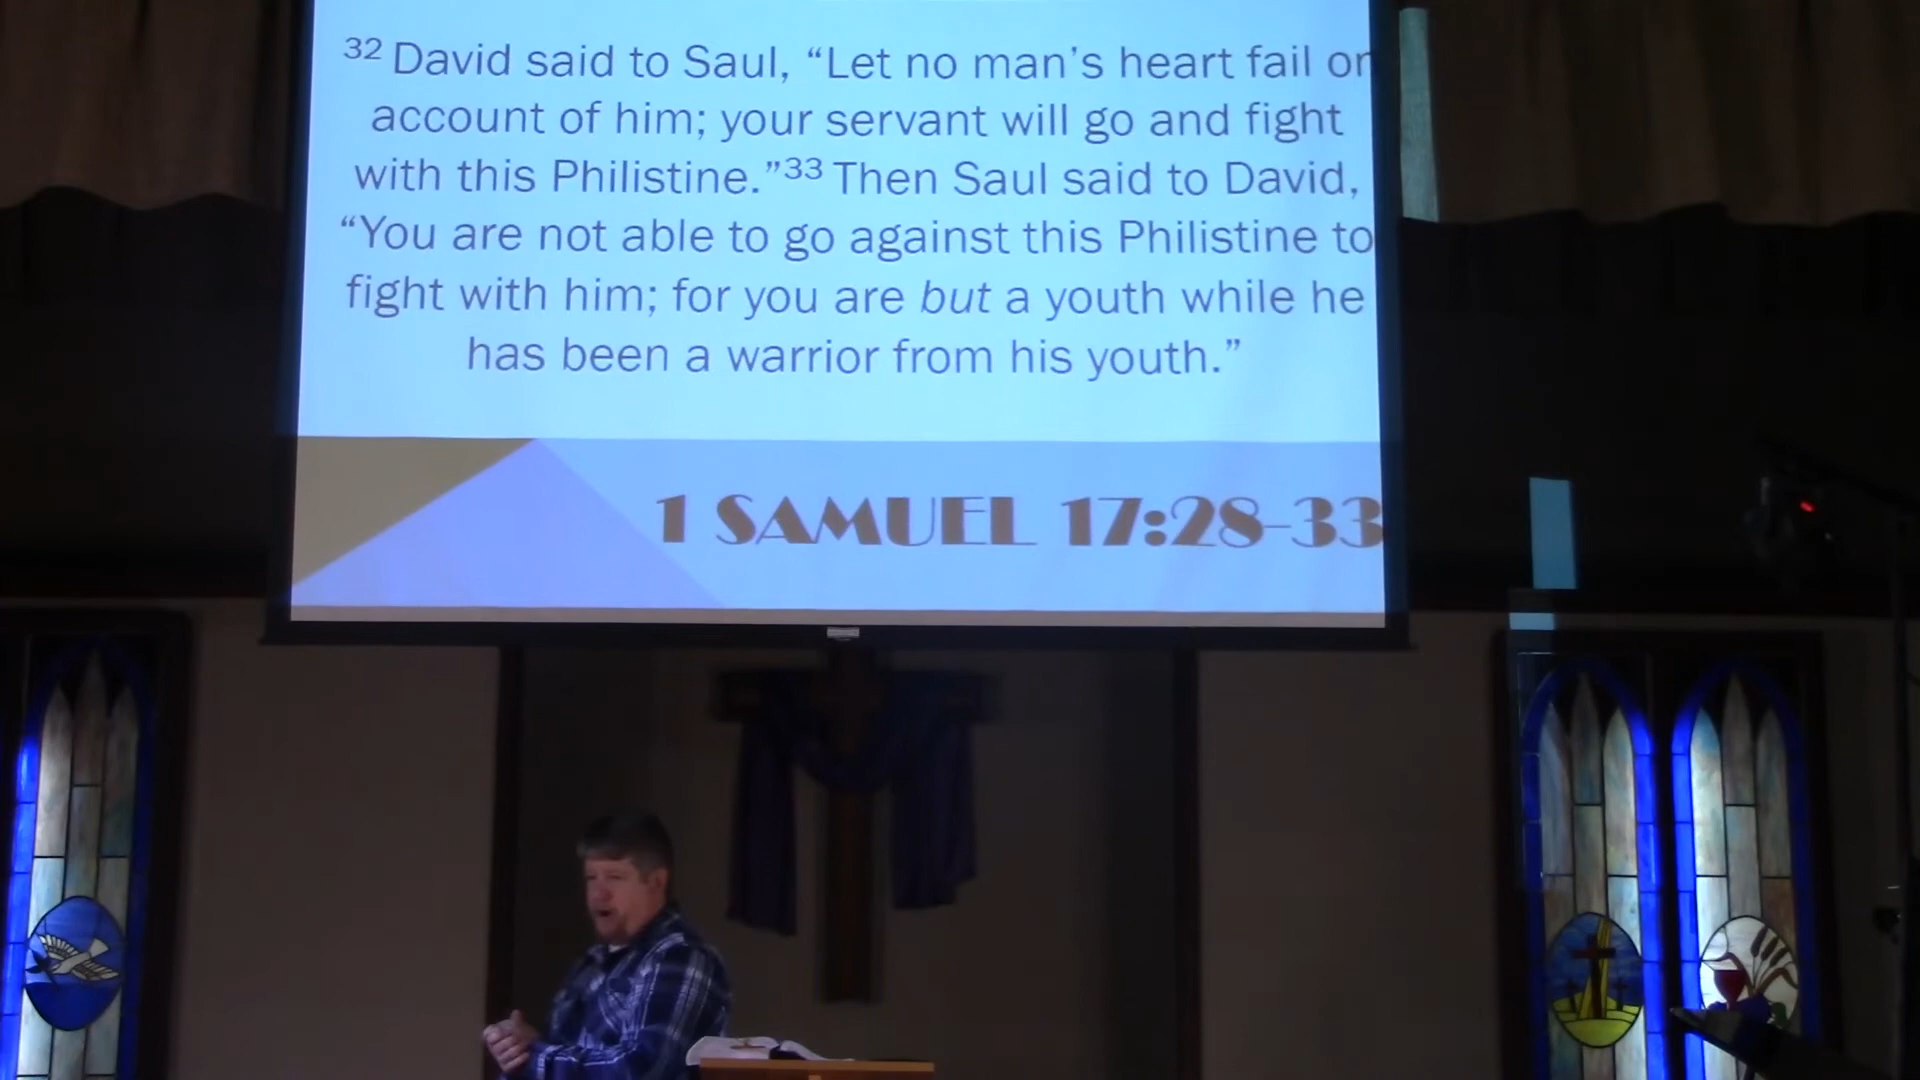 32 David said to Saul, “Let no man’s heart fail on
account of him; your servant will go and fight
with this Philistine.”33 Then Saul said to David,
“You are not able to go against this Philistine to
fight with him; for you are but a youth while he
has been a warrior from his youth.”
1 SAMUEL 17:28-33